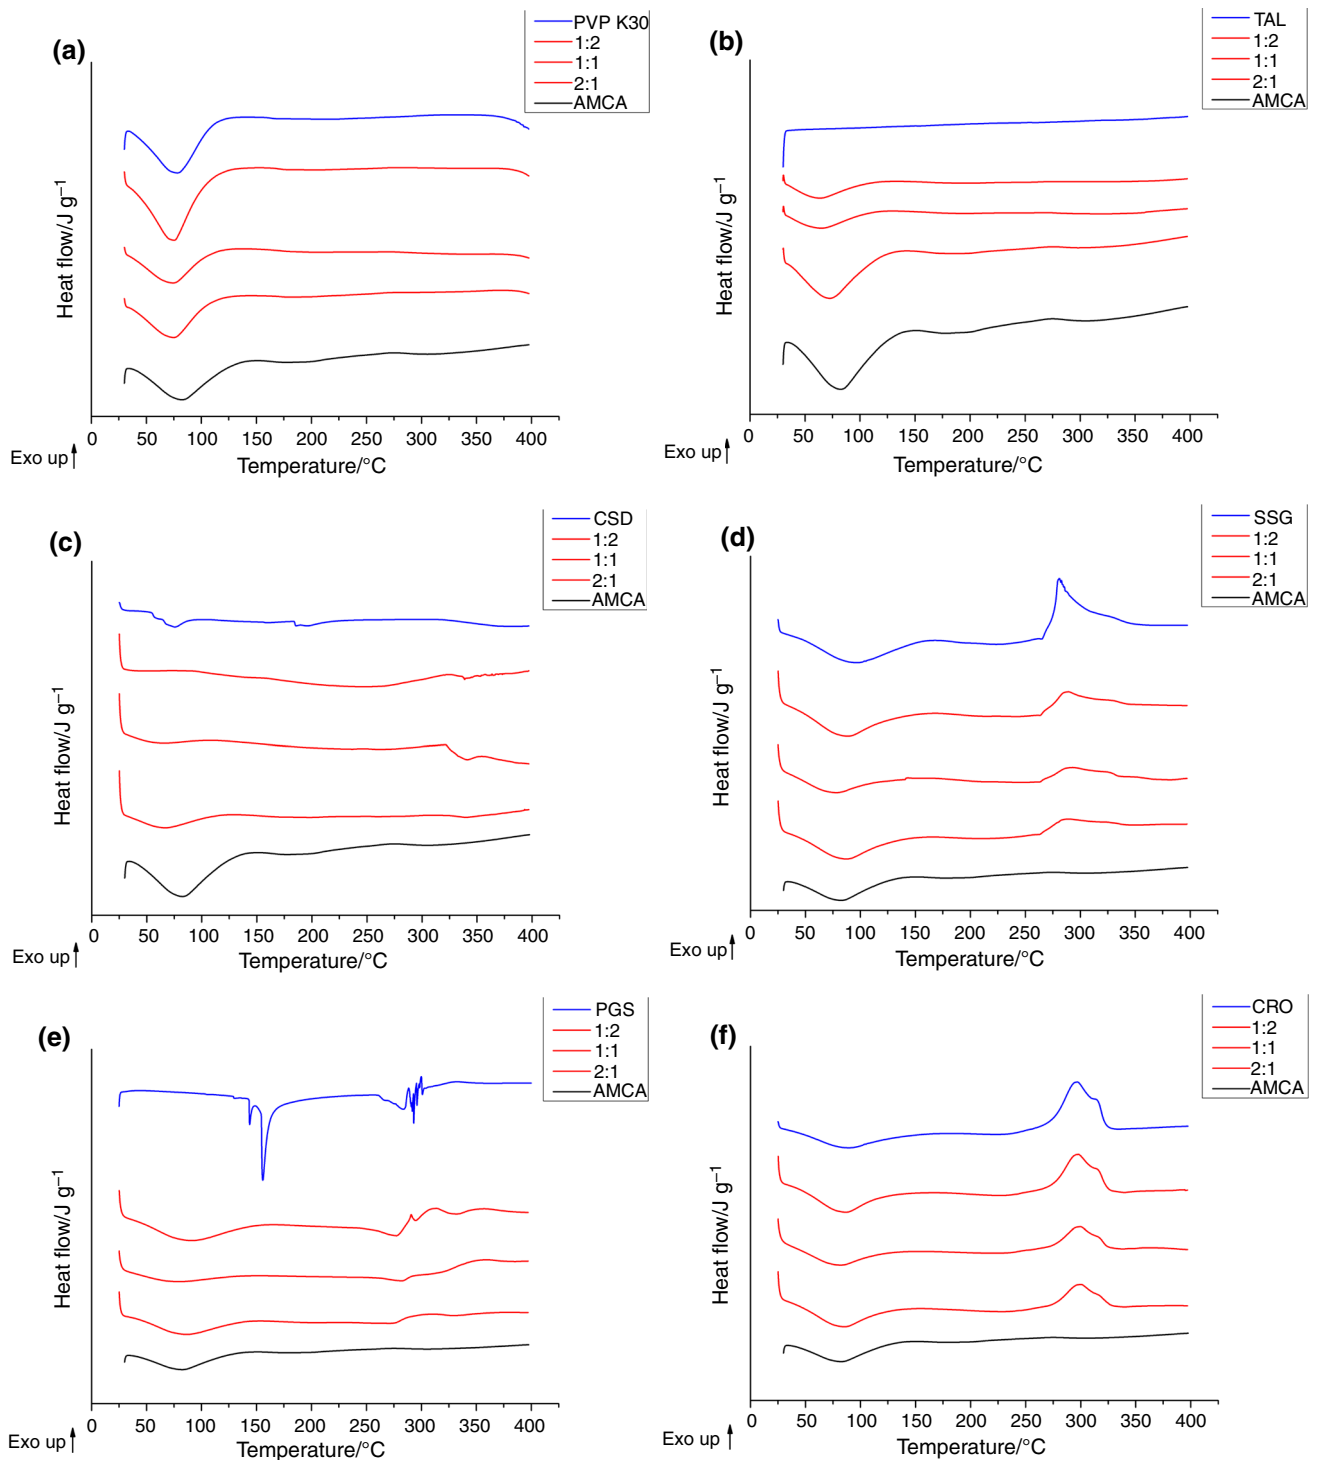 (a)
PVP K30
1:2
1:1
2:1
AMCA
Heat flow/J g⁻¹
0 50 100 150 200 250 300 350 400
Exo up
Temperature/°C
(b)
TAL
1:2
1:1
2:1
AMCA
Heat flow/J g⁻¹
0 50 100 150 200 250 300 350 400
Exo up
Temperature/°C
(c)
CSD
1:2
1:1
2:1
AMCA
Heat flow/J g⁻¹
0 50 100 150 200 250 300 350 400
Exo up
Temperature/°C
(d)
SSG
1:2
1:1
2:1
AMCA
Heat flow/J g⁻¹
0 50 100 150 200 250 300 350 400
Exo up
Temperature/°C
(e)
PGS
1:2
1:1
2:1
AMCA
Heat flow/J g⁻¹
0 50 100 150 200 250 300 350 400
Exo up
Temperature/°C
(f)
CRO
1:2
1:1
2:1
AMCA
Heat flow/J g⁻¹
0 50 100 150 200 250 300 350 400
Exo up
Temperature/°C